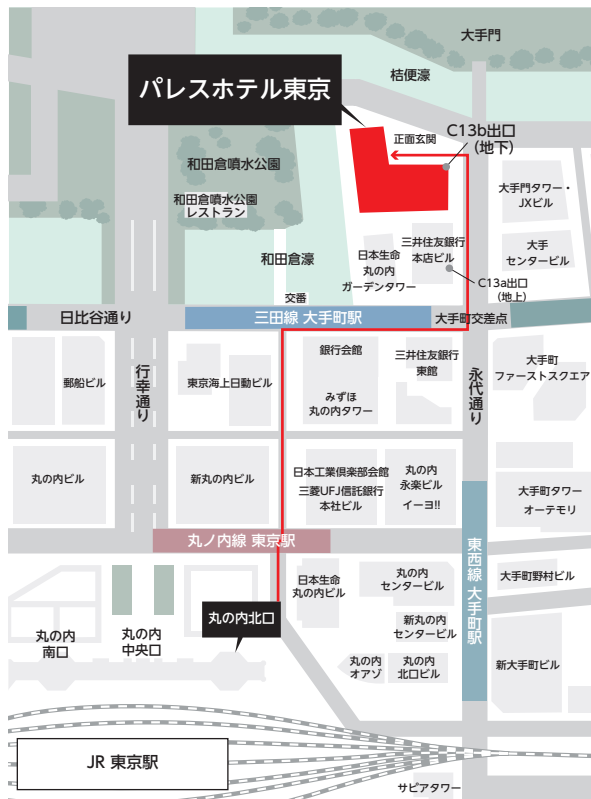 大手門
桔梗濠
パレスホテル東京
正面玄関
C13b出口
(地下)
和田倉噴水公園
和田倉噴水公園
レストラン
大手門タワー・
JXビル
和田倉濠
日本生命
丸の内
ガーデンタワー
三井住友銀行
本店ビル
大手
センタービル
C13a出口
(地上)
交番
日比谷通り
三田線 大手町駅
大手町交差点
郵船ビル
行幸通り
東京海上日動ビル
銀行会館
みずほ
丸の内タワー
三井住友銀行
東館
永代通り
大手町
ファーストスクエア
丸の内ビル
新丸の内ビル
日本工業倶楽部会館
三菱UFJ信託銀行
本社ビル
丸の内
永楽ビル
イーヨ!!
大手町タワー
オーテモリ
丸ノ内線 東京駅
東西線 大手町駅
日本生命
丸の内ビル
丸の内
センタービル
大手町野村ビル
丸の内北口
新丸の内
センタービル
丸の内
南口
丸の内
中央口
丸の内
オアゾ
丸の内
北口ビル
新大手町ビル
JR 東京駅
サピアタワー